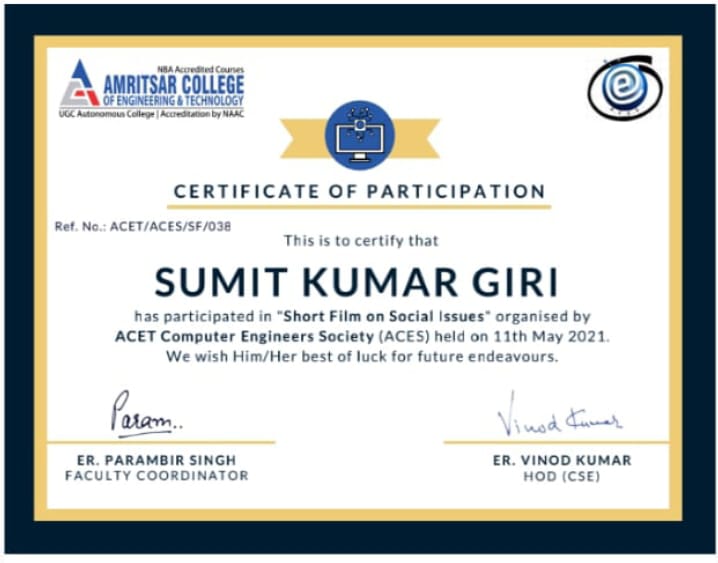 NBA Accredited Courses
AMRITSAR COLLEGE
OF ENGINEERING & TECHNOLOGY
UGC Autonomous College | Accreditation by NAAC
e
CERTIFICATE OF PARTICIPATION
Ref. No.: ACET/ACES/SF/038
This is to certify that
SUMIT KUMAR GIRI
has participated in "Short Film on Social Issues" organised by
ACET Computer Engineers Society (ACES) held on 11th May 2021.
We wish Him/Her best of luck for future endeavours.
Param..
Vinod Kumar
ER. PARAMBIR SINGH
FACULTY COORDINATOR
ER. VINOD KUMAR
HOD (CSE)